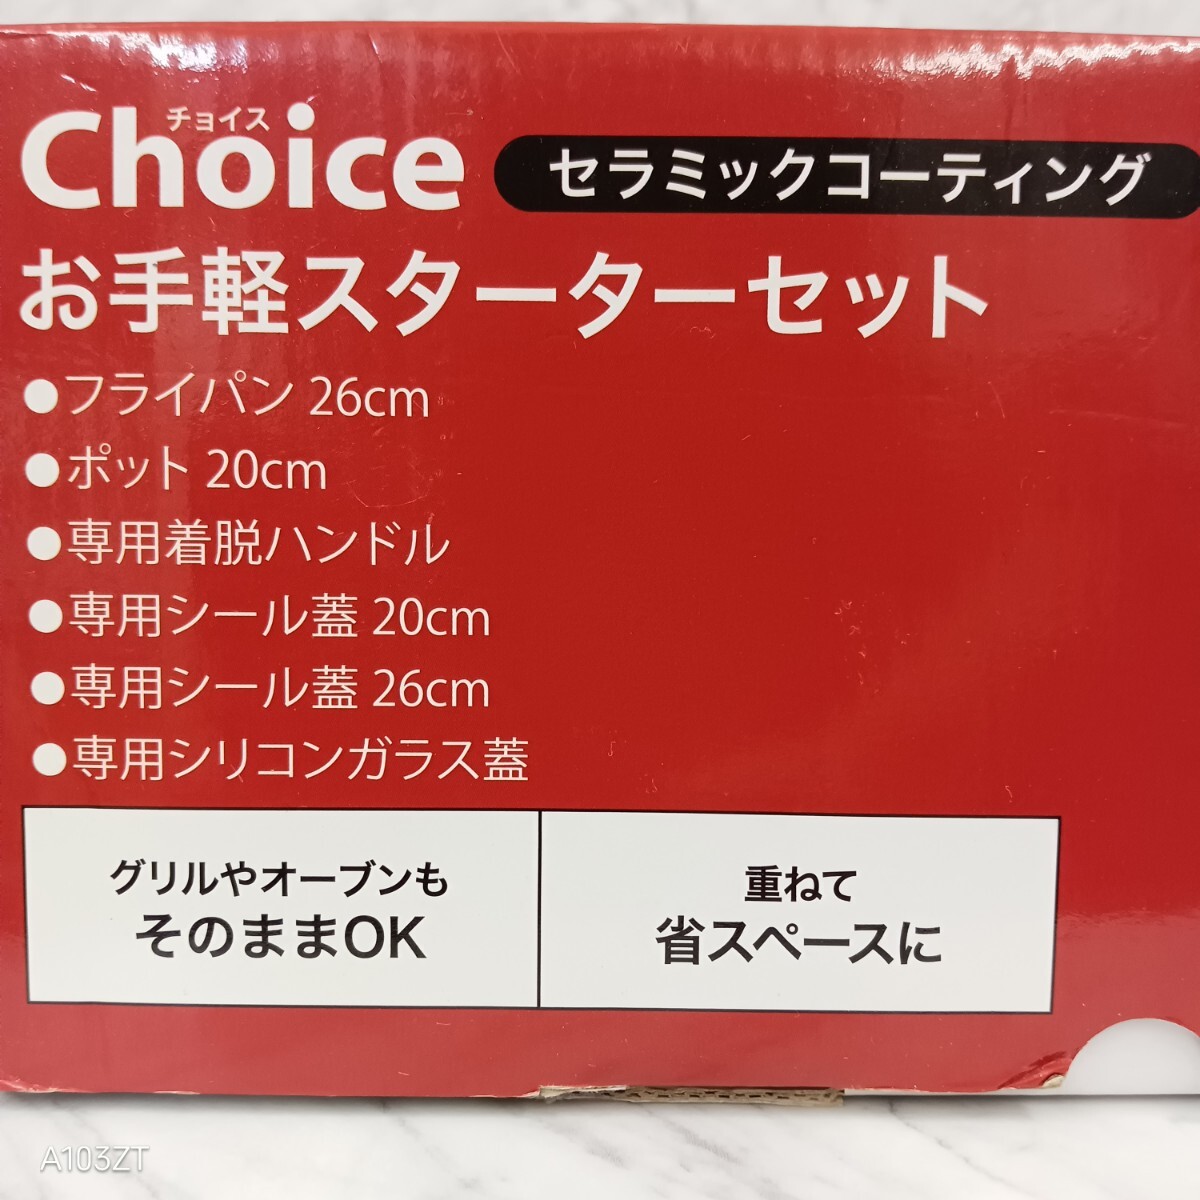 チョイス
Choice
セラミックコーティング
お手軽スターターセット
●フライパン 26cm
●ポット 20cm
●専用着脱ハンドル
●専用シール蓋 20cm
●専用シール蓋 26cm
●専用シリコンガラス蓋
グリルやオーブンも
そのままOK
重ねて
省スペースに
A103ZT